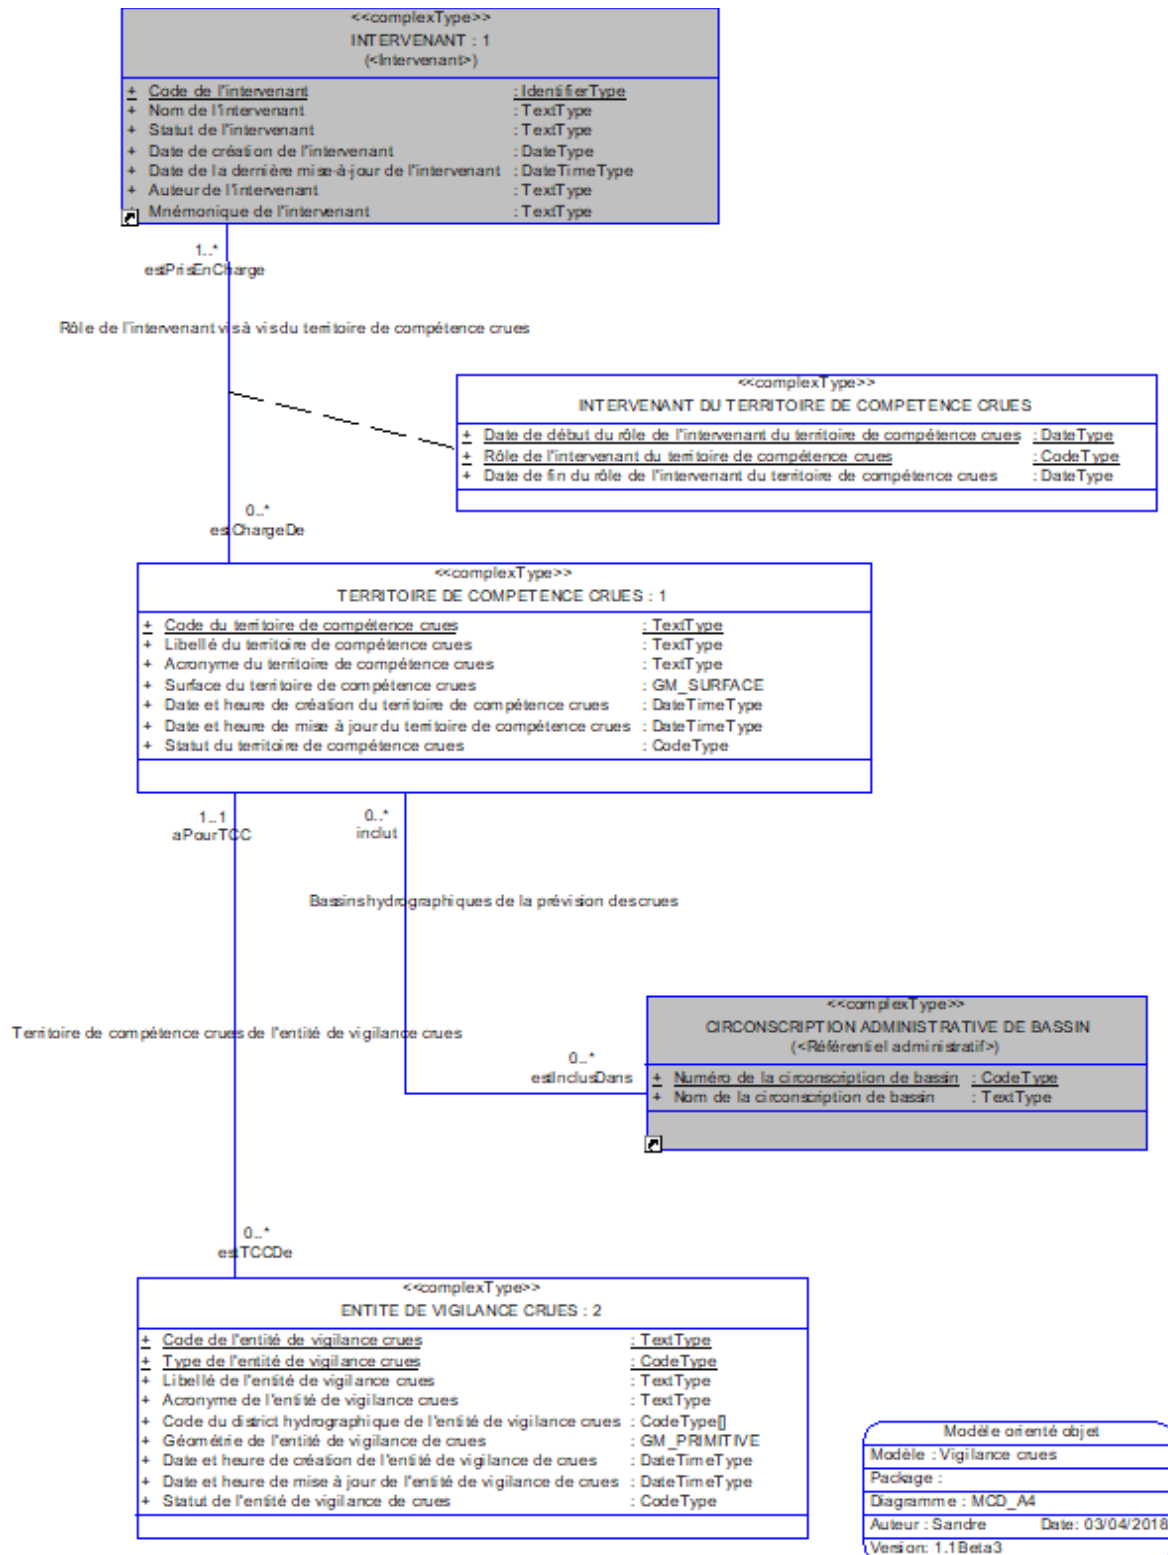 <<complexType>>
INTERVENANT : 1
(<Intervenant>)
+ Code de l'intervenant : IdentifierType
+ Nom de l'intervenant : TextType
+ Statut de l'intervenant : TextType
+ Date de création de l'intervenant : DateType
+ Date de la dernière mise-à-jour de l'intervenant : DateTimeType
+ Auteur de l'intervenant : TextType
Mnémonique de l'intervenant : TextType
1..*
estPrisEnCharge
Rôle de l'intervenant vis à vis du territoire de compétence crues
<<complexType>>
INTERVENANT DU TERRITOIRE DE COMPETENCE CRUES
+ Date de début du rôle de l'intervenant du territoire de compétence crues : DateType
+ Rôle de l'intervenant du territoire de compétence crues : CodeType
+ Date de fin du rôle de l'intervenant du territoire de compétence crues : DateType
0..*
estChargeDe
<<complexType>>
TERRITOIRE DE COMPETENCE CRUES : 1
+ Code du territoire de compétence crues : TextType
+ Libellé du territoire de compétence crues : TextType
+ Acronyme du territoire de compétence crues : TextType
+ Surface du territoire de compétence crues : GM_SURFACE
+ Date et heure de création du territoire de compétence crues : DateTimeType
+ Date et heure de mise à jour du territoire de compétence crues : DateTimeType
+ Statut du territoire de compétence crues : CodeType
1..1
aPourTCC
0..*
inclut
Bassins hydrographiques de la prévision des crues
<<complexType>>
CIRCONSCRIPTION ADMINISTRATIVE DE BASSIN
(<Référentiel administratif>)
+ Numéro de la circonscription de bassin : CodeType
+ Nom de la circonscription de bassin : TextType
Territoire de compétence crues de l'entité de vigilance crues
0..*
estInclusDans
0..*
estTCCDe
<<complexType>>
ENTITE DE VIGILANCE CRUES : 2
+ Code de l'entité de vigilance crues : TextType
+ Type de l'entité de vigilance crues : CodeType
+ Libellé de l'entité de vigilance crues : TextType
+ Acronyme de l'entité de vigilance crues : TextType
+ Code du district hydrographique de l'entité de vigilance crues : CodeType[]
+ Géométrie de l'entité de vigilance de crues : GM_PRIMITIVE
+ Date et heure de création de l'entité de vigilance de crues : DateTimeType
+ Date et heure de mise à jour de l'entité de vigilance de crues : DateTimeType
+ Statut de l'entité de vigilance de crues : CodeType
Modèle orienté objet
Modèle : Vigilance crues
Package :
Diagramme : MCD_A4
Auteur : Sandre Date: 03/04/2018
Version: 1.1Beta3